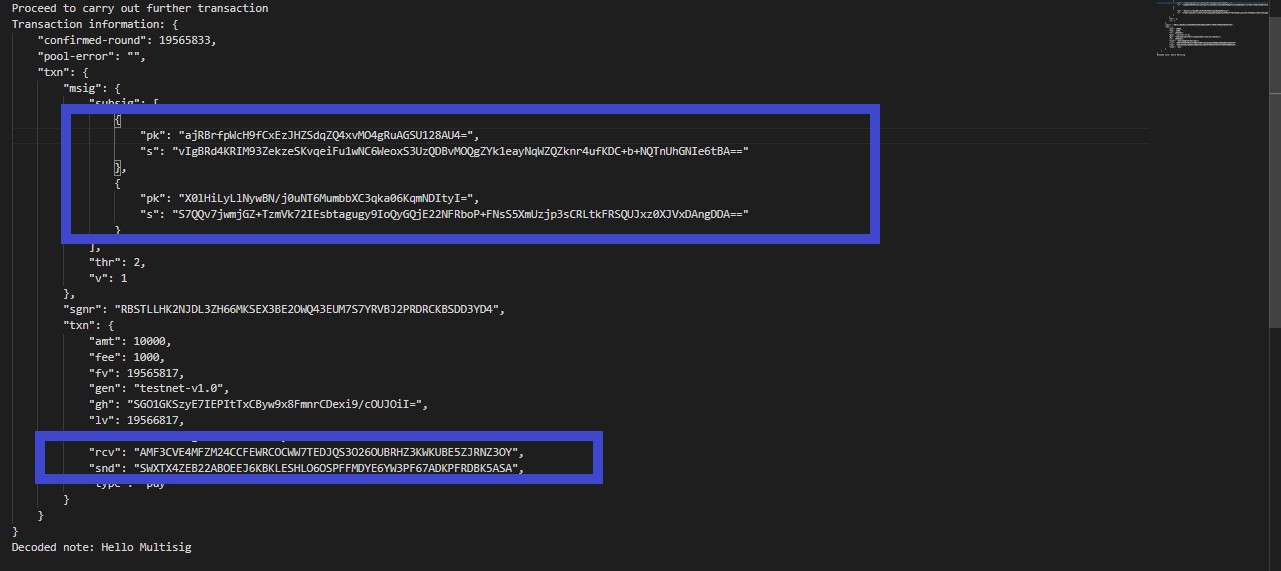 Proceed to carry out further transaction
Transaction information: {
"confirmed-round": 19565833,
"pool-error": "",
"txn": {
"msig": {
"subsig": [
{
"pk": "ajRBrfpWcH9fCxEzJHZSdqZQ4xvMO4gRuAGSU128AU4=",
"s": "vIgBRd4KRIM93ZekzeSKvqeiFu1wNC6WeoxS3UzQDBvMOQgZYk1eayNqWZQZknr4ufKDC+b+NQTnUhGNIe6tBA=="
},
{
"pk": "X0lHiLyLlNywBN/j0uNT6MumbbXC3qka06KqmNDItyI=",
"s": "S7QQv7jwmjGZ+TzmVk72IEsbtagugy9IoQyGQjE22NFRboP+FNsS5XmUzjp3sCRLtkFRSQUJxz0XJVxDAngDDA=="
}
],
"thr": 2,
"v": 1
},
"sgnr": "RBSTLLHK2NJDL3ZH66MKSEX3BE2OWQ43EUM7S7YRVBJ2PRDRCKBSDD3YD4",
"txn": {
"amt": 10000,
"fee": 1000,
"fv": 19565817,
"gen": "testnet-v1.0",
"gh": "SGO1GKSzyE7IEPItTxCByw9x8FmnrCDexi9/cOUJOiI=",
"lv": 19566817,
"rcv": "AMF3CVE4MFZM24CCFEWRCOCWW7TEDJQS3O26OUBRHZ3KWKUBE5ZJRNZ3OY",
"snd": "SWXTX4ZEB22ABOEEJ6KBKLESHLO6OSPFFMDYE6YW3PF67ADKPFRDBK5ASA",
"type": "pay"
}
}
}
Decoded note: Hello Multisig